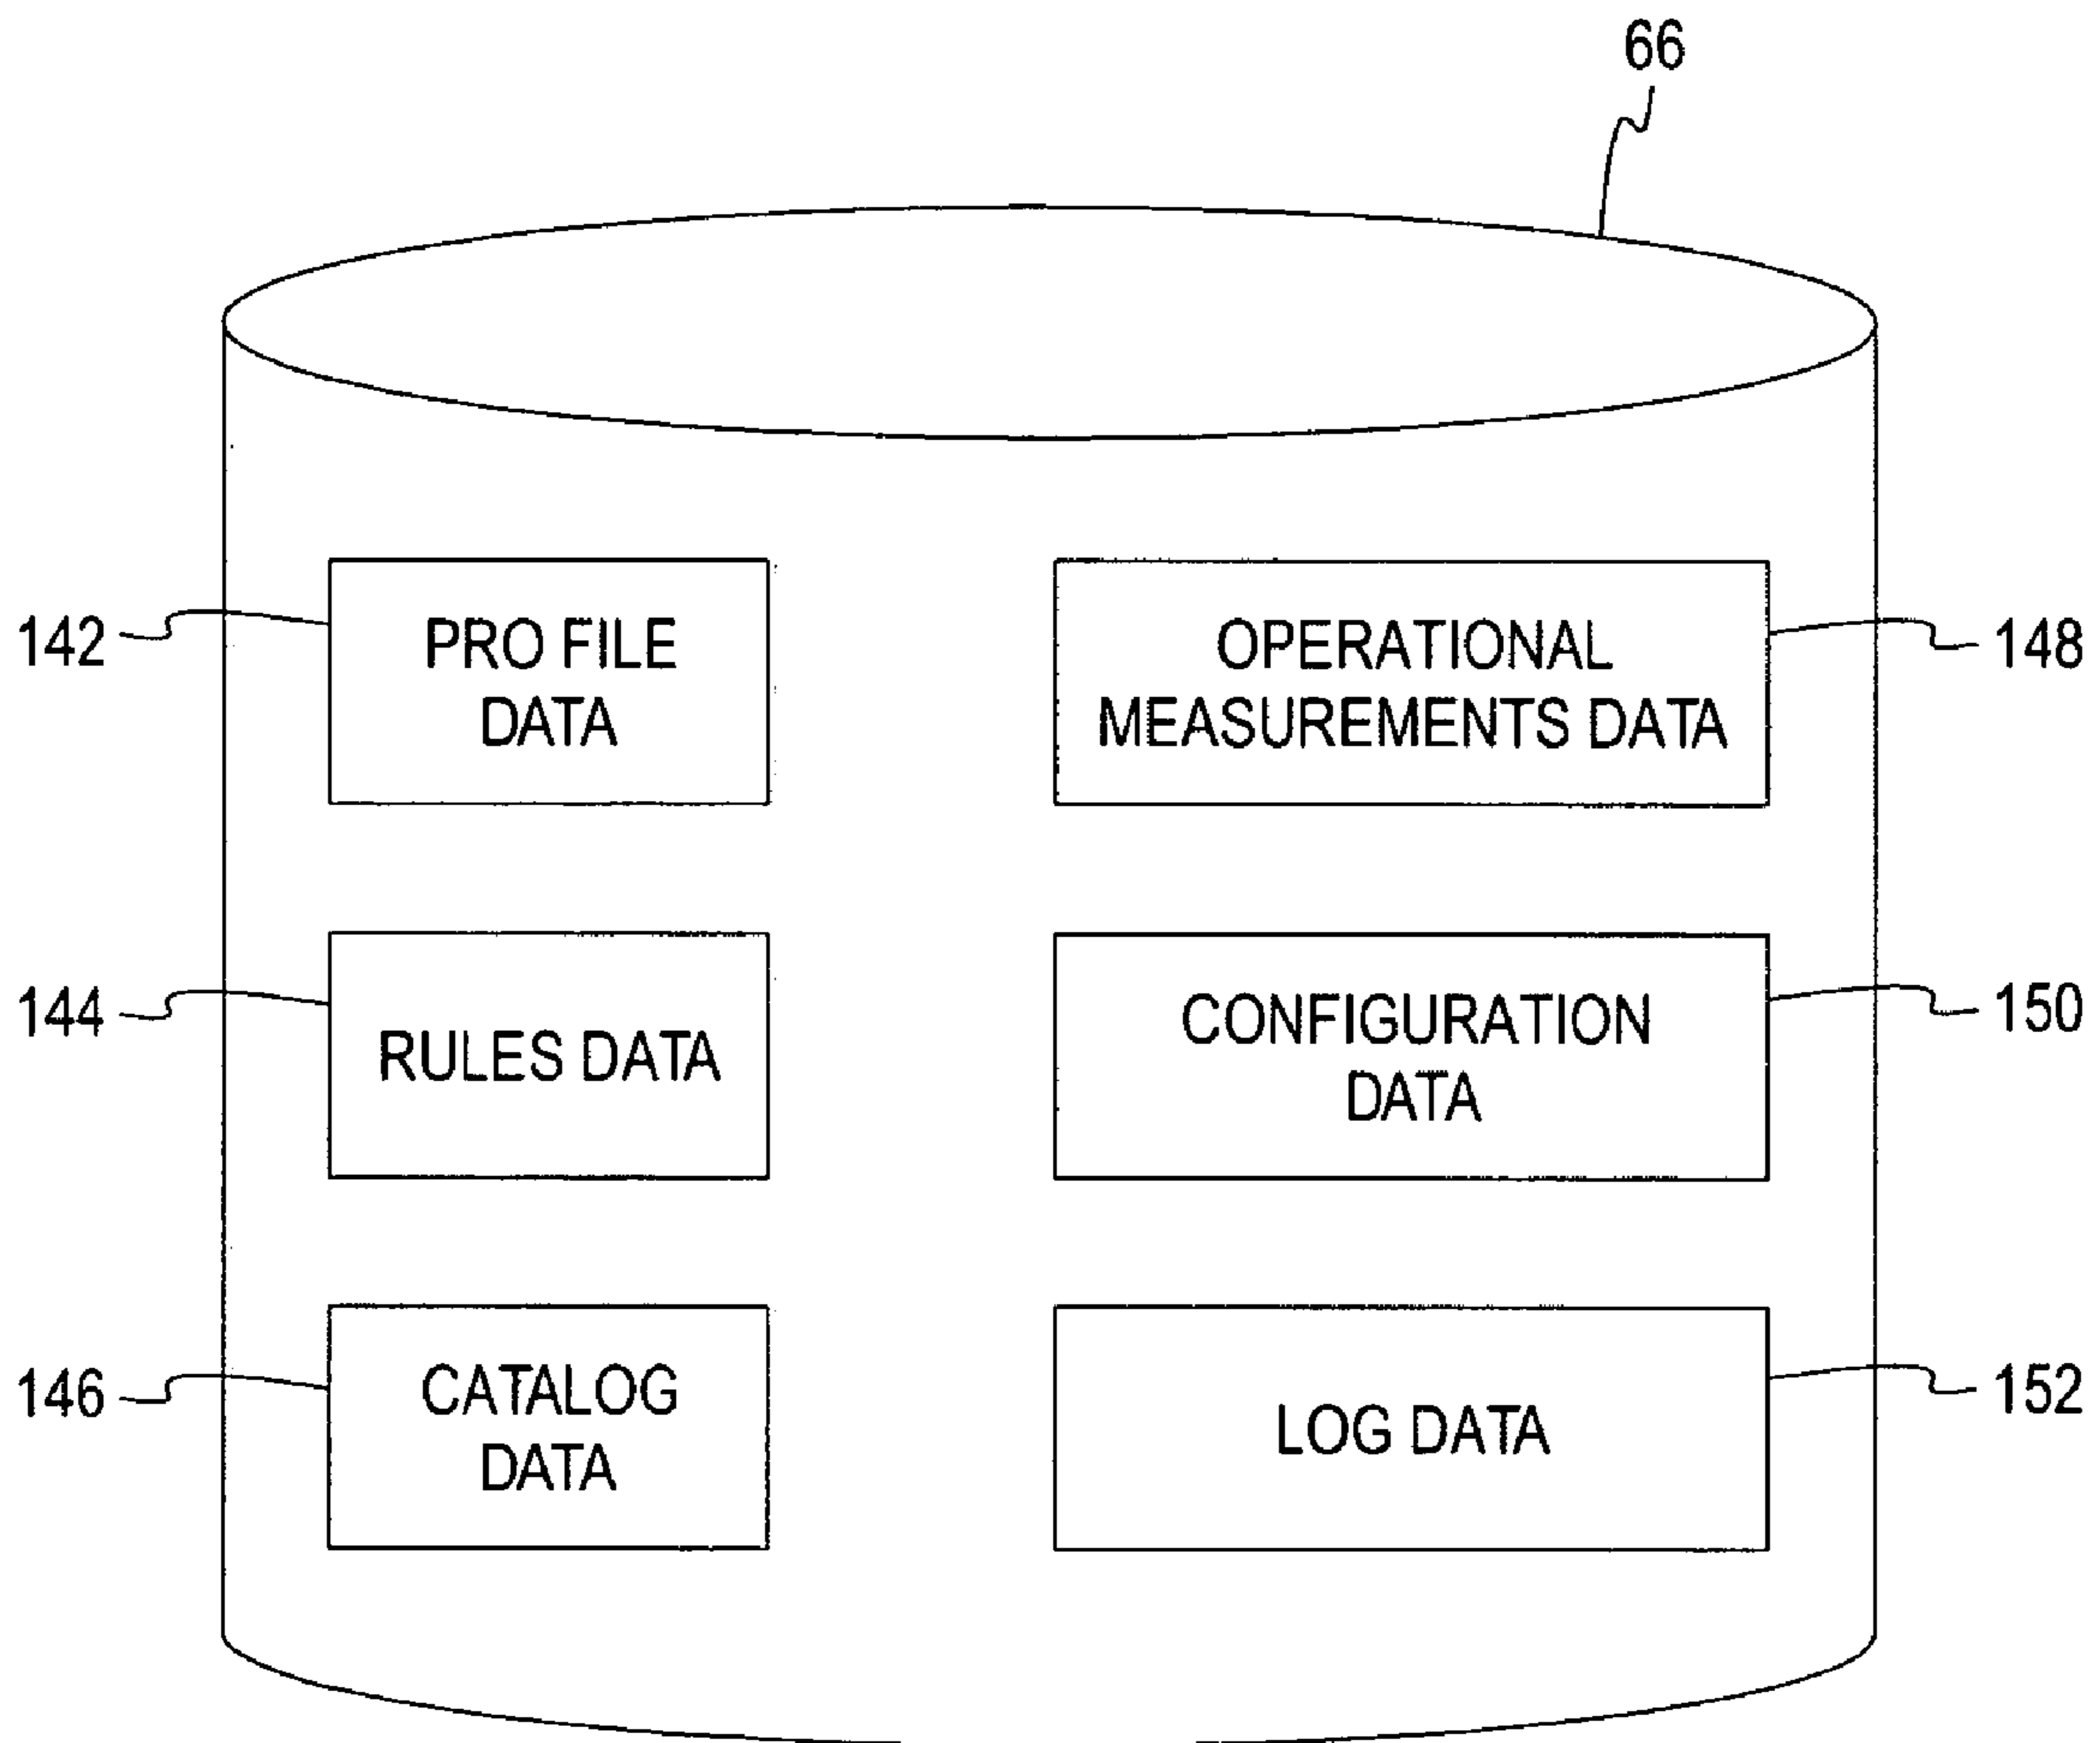 66
142
PRO FILE
DATA
OPERATIONAL
MEASUREMENTS DATA
148
144
RULES DATA
CONFIGURATION
DATA
150
146
CATALOG
DATA
LOG DATA
152